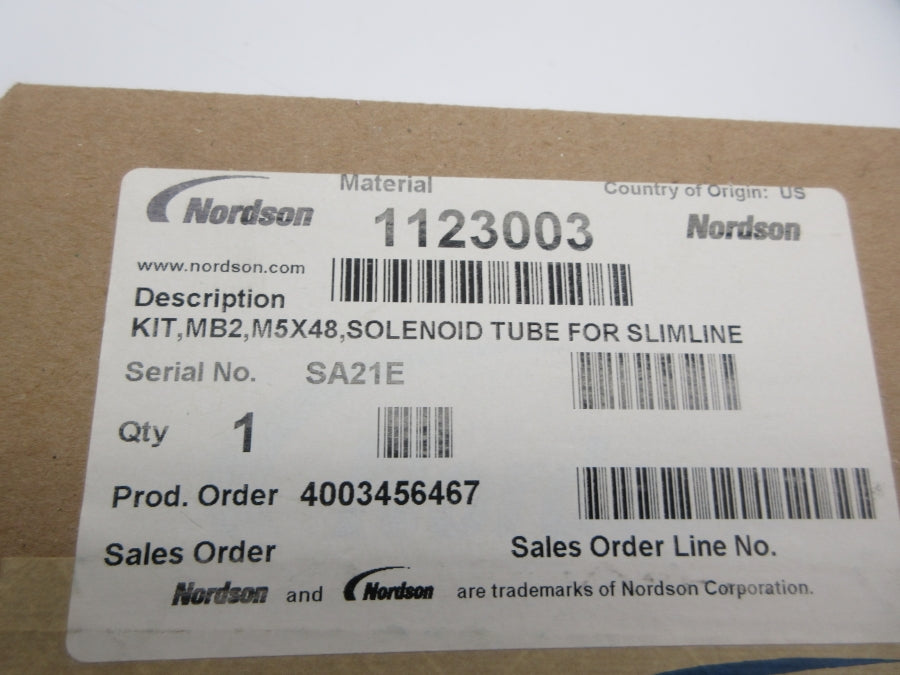 Nordson Material Country of Origin: US
1123003 Nordson
www.nordson.com
Description
KIT,MB2,M5X48,SOLENOID TUBE FOR SLIMLINE
Serial No. SA21E
Qty 1
Prod. Order 4003456467
Sales Order Sales Order Line No.
Nordson and Nordson are trademarks of Nordson Corporation.